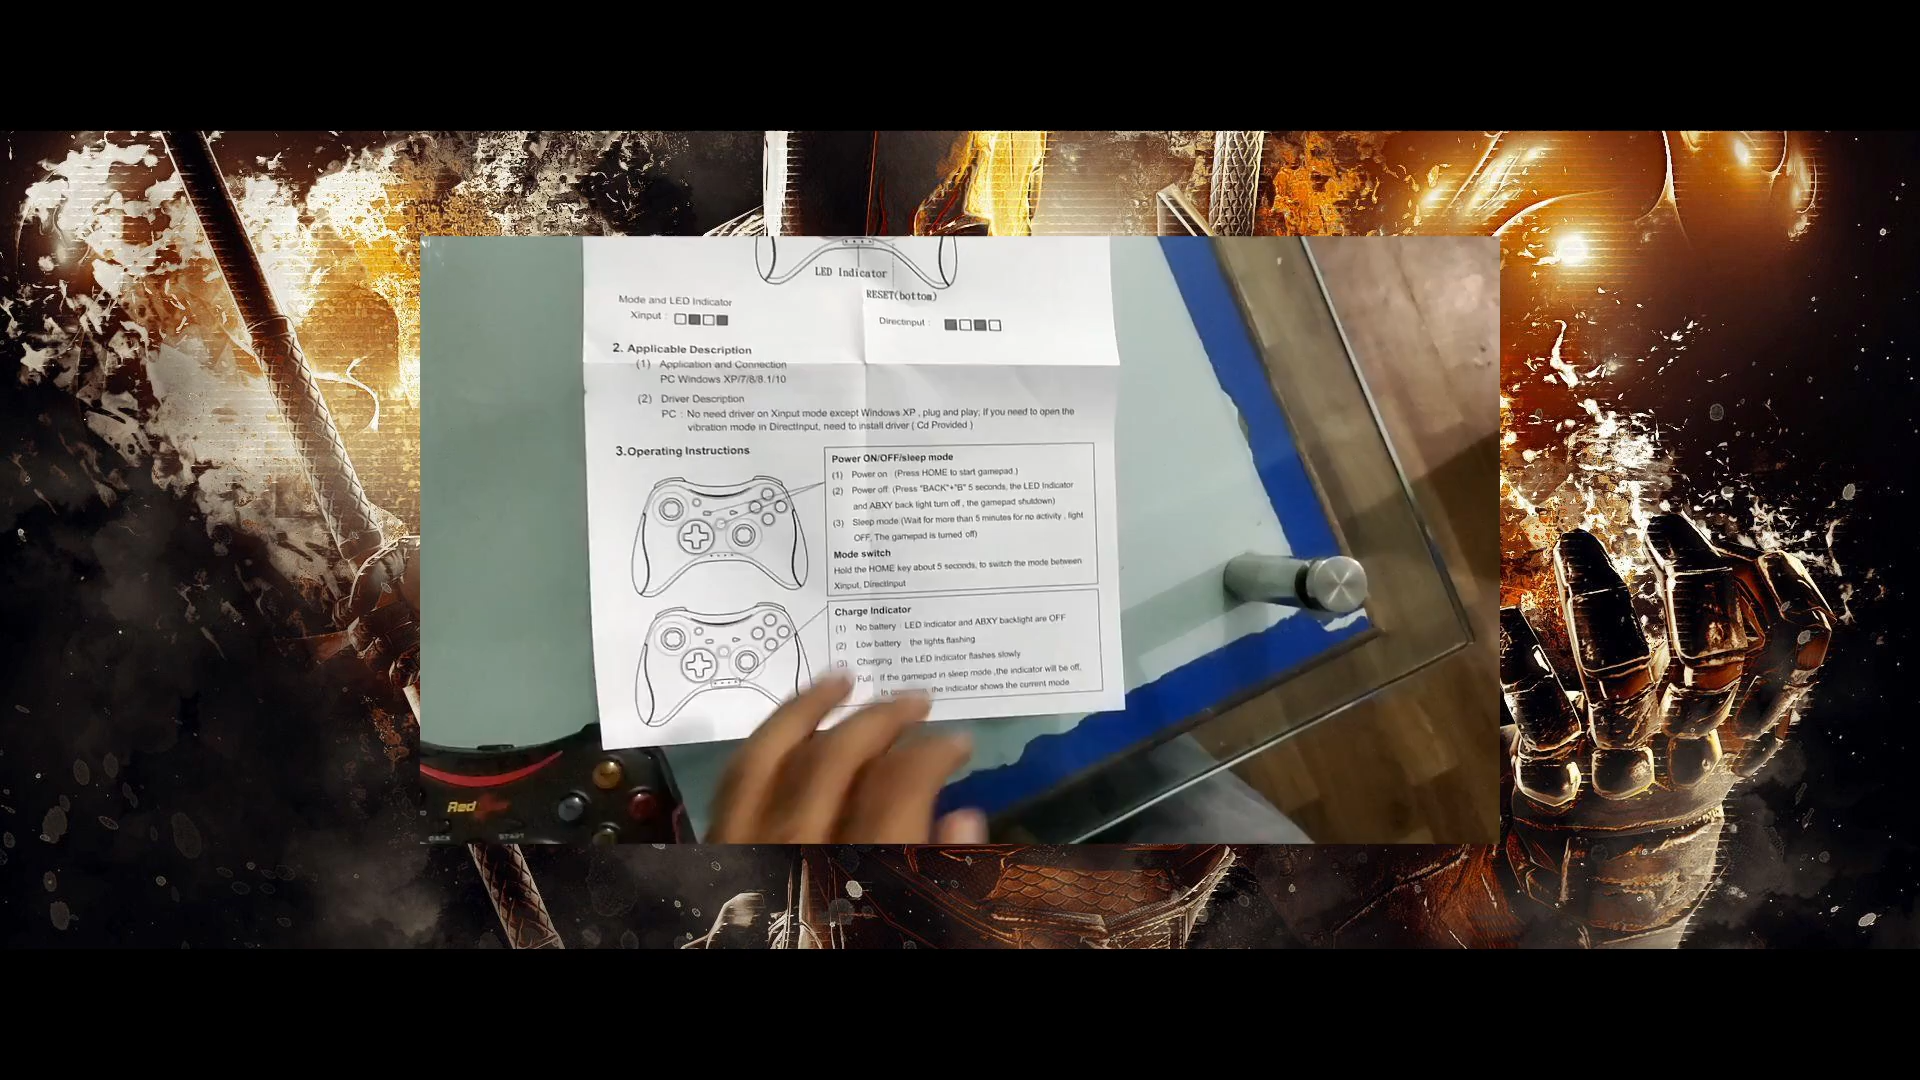 LED Indicator
RESET(bottom)
Mode and LED Indicator
Xinput :
Directinput :
2. Applicable Description
(1) Application and Connection
PC Windows XP/7/8/8.1/10
(2) Driver Description
PC : No need driver on Xinput mode except Windows XP , plug and play; If you need to open the
vibration mode in DirectInput, need to install driver ( Cd Provided )
3.Operating Instructions
Power ON/OFF/sleep mode
(1) Power on : (Press HOME to start gamepad.)
(2) Power off: (Press "BACK"+"B" 5 seconds, the LED Indicator
and ABXY back light turn off , the gamepad shutdown)
(3) Sleep mode (Wait for more than 5 minutes for no activity , light
OFF, The gamepad is turned off)
Mode switch
Hold the HOME key about 5 seconds, to switch the mode between
Xinput, DirectInput
Charge Indicator
(1) No battery : LED indicator and ABXY backlight are OFF
(2) Low battery : the lights flashing
(3) Charging : the LED indicator flashes slowly
Full: if the gamepad in sleep mode ,the indicator will be off,
In the indicator shows the current mode
Red
BACK
START